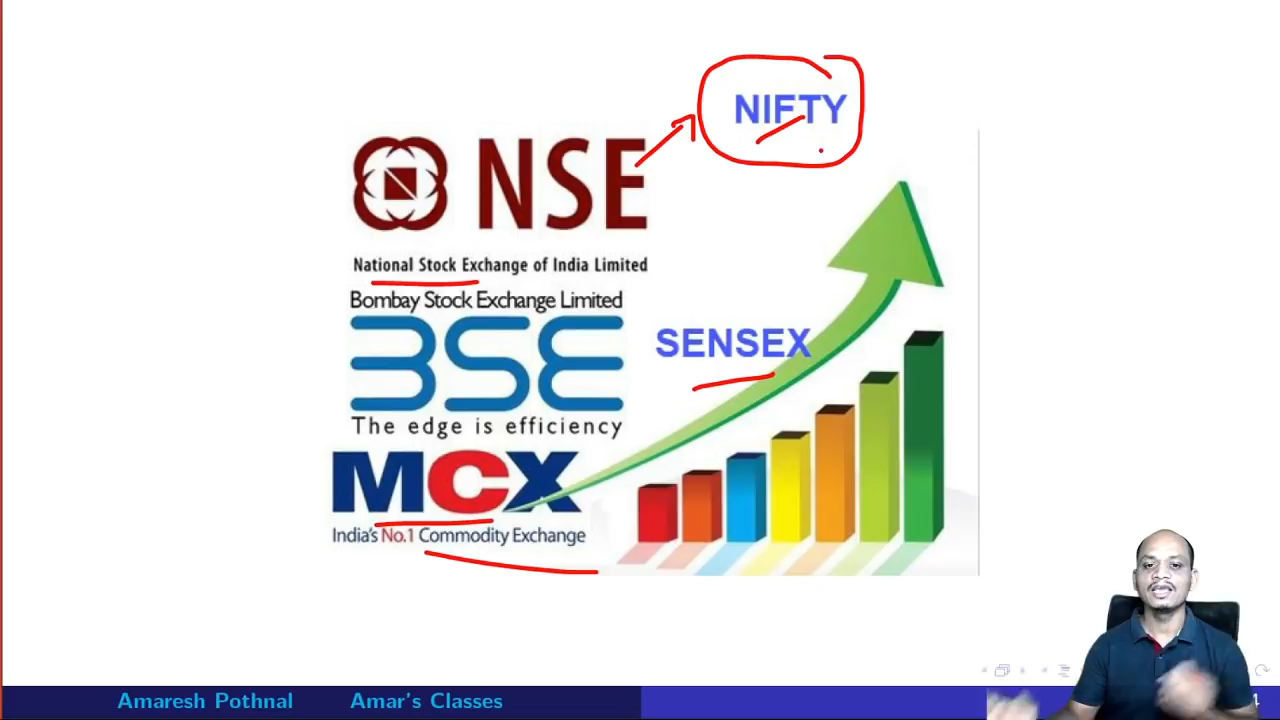 NIFTY
NSE
National Stock Exchange of India Limited
Bombay Stock Exchange Limited
BSE
SENSEX
The edge is efficiency
MCX
India's No.1 Commodity Exchange
Amaresh Pothnal Amar's Classes